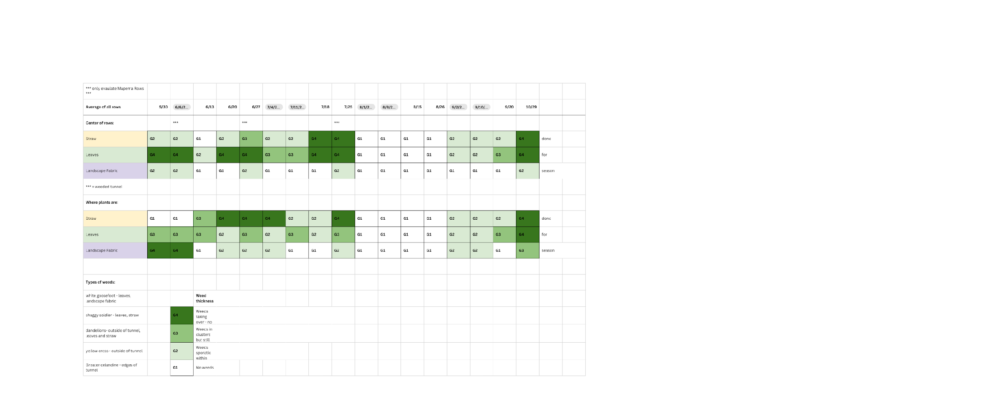 *** only evaulate Maperna Rows
***
Average of all rows 5/30 6/6/2... 6/13 6/20 6/27 7/4/2... 7/11/2... 7/18 7/25 8/1/2... 8/8/2... 8/15 8/26 9/2/2... 9/10/... 9/20 10/29
Center of rows: *** *** ***
Straw G2 G2 G1 G2 G3 G2 G2 G4 G4 G1 G1 G1 G1 G2 G2 G2 G4 done
Leaves G4 G4 G2 G4 G4 G3 G3 G4 G4 G1 G1 G1 G1 G2 G2 G3 G4 for
Landscape Fabric G2 G2 G1 G1 G2 G1 G1 G1 G2 G1 G1 G1 G1 G1 G1 G1 G2 season
*** = weeded tunnel
Where plants are:
Straw G1 G1 G3 G4 G4 G4 G2 G2 G4 G1 G1 G1 G1 G2 G2 G2 G4 done
Leaves G3 G3 G3 G2 G3 G2 G3 G2 G3 G1 G1 G1 G1 G2 G2 G3 G4 for
Landscape Fabric G4 G4 G1 G2 G2 G2 G1 G1 G2 G1 G1 G1 G1 G2 G2 G1 G3 season
Types of weeds:
white goosefoot - leaves,
landscape fabric
Weed
thickness
shaggy soldier - leaves, straw
G4
Weeds
taking
over - no
dandelions- outside of tunnel,
leaves and straw
G3
Weeds in
clusters
but still
yellow cress - outside of tunnel
G2
Weeds
sporatic
within
Greater celandine - edges of
tunnel
G1
No weeds